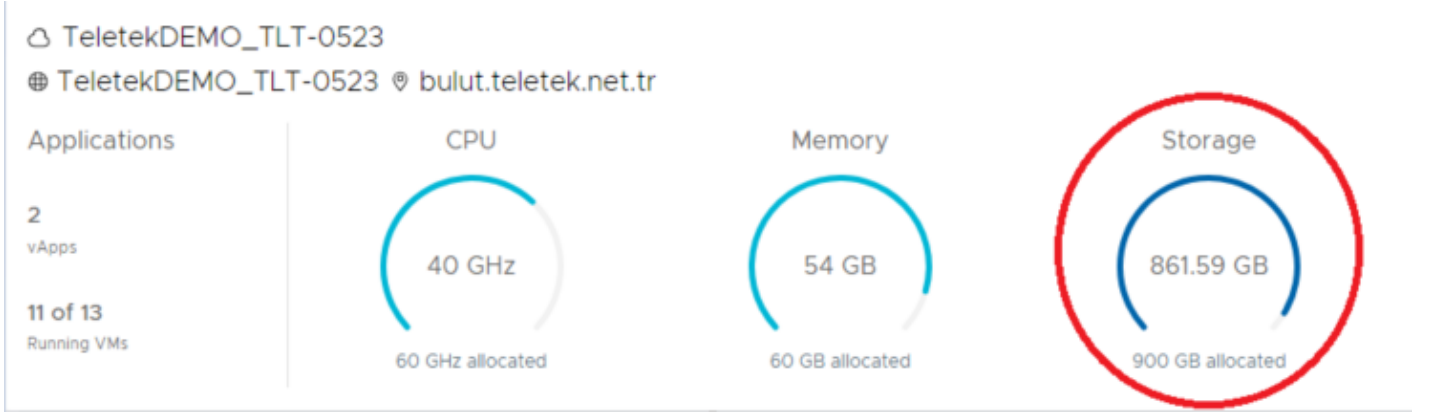 TeletekDEMO_TLT-0523
TeletekDEMO_TLT-0523 bulut.teletek.net.tr
Applications
2
vApps
11 of 13
Running VMs
CPU
40 GHz
60 GHz allocated
Memory
54 GB
60 GB allocated
Storage
861.59 GB
900 GB allocated